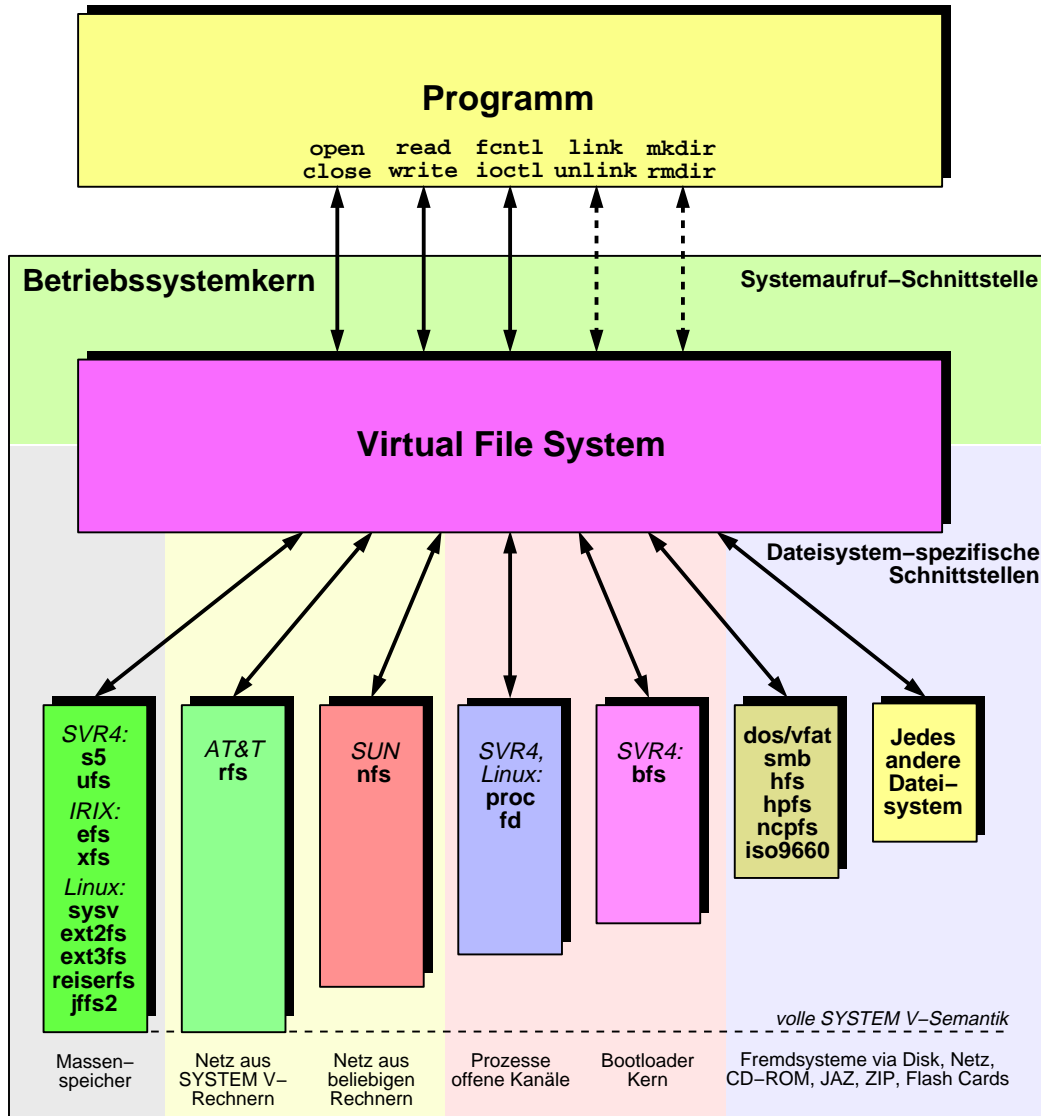 Programm
open read fcntl link mkdir
close write ioctl unlink rmdir
Betriebssystemkern
Systemaufruf–Schnittstelle
Virtual File System
Dateisystem–spezifische
Schnittstellen
SVR4:
s5
ufs
IRIX:
efs
xfs
Linux:
sysv
ext2fs
ext3fs
reiserfs
jffs2
AT&T
rfs
SUN
nfs
SVR4,
Linux:
proc
fd
SVR4:
bfs
dos/vfat
smb
hfs
hpfs
ncpfs
iso9660
Jedes
andere
Datei–
system
volle SYSTEM V–Semantik
Massen–
speicher
Netz aus
SYSTEM V–
Rechnern
Netz aus
beliebigen
Rechnern
Prozesse
offene Kanäle
Bootloader
Kern
Fremdsysteme via Disk, Netz,
CD–ROM, JAZ, ZIP, Flash Cards